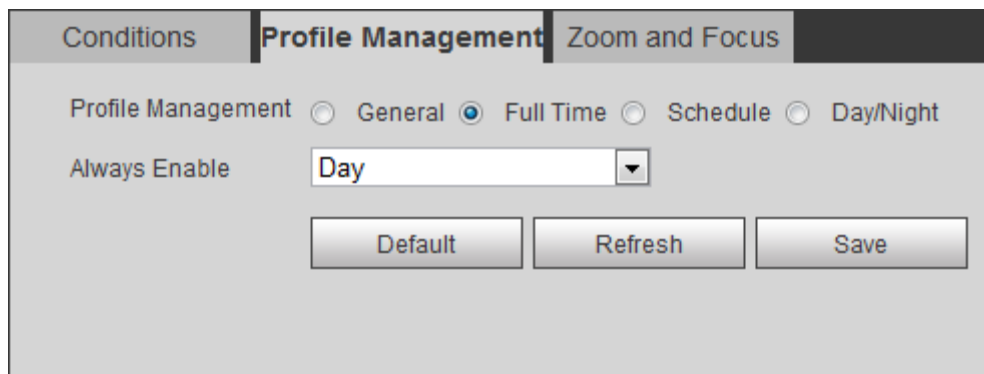 Conditions Profile Management Zoom and Focus
Profile Management General Full Time Schedule Day/Night
Always Enable Day
Default Refresh Save